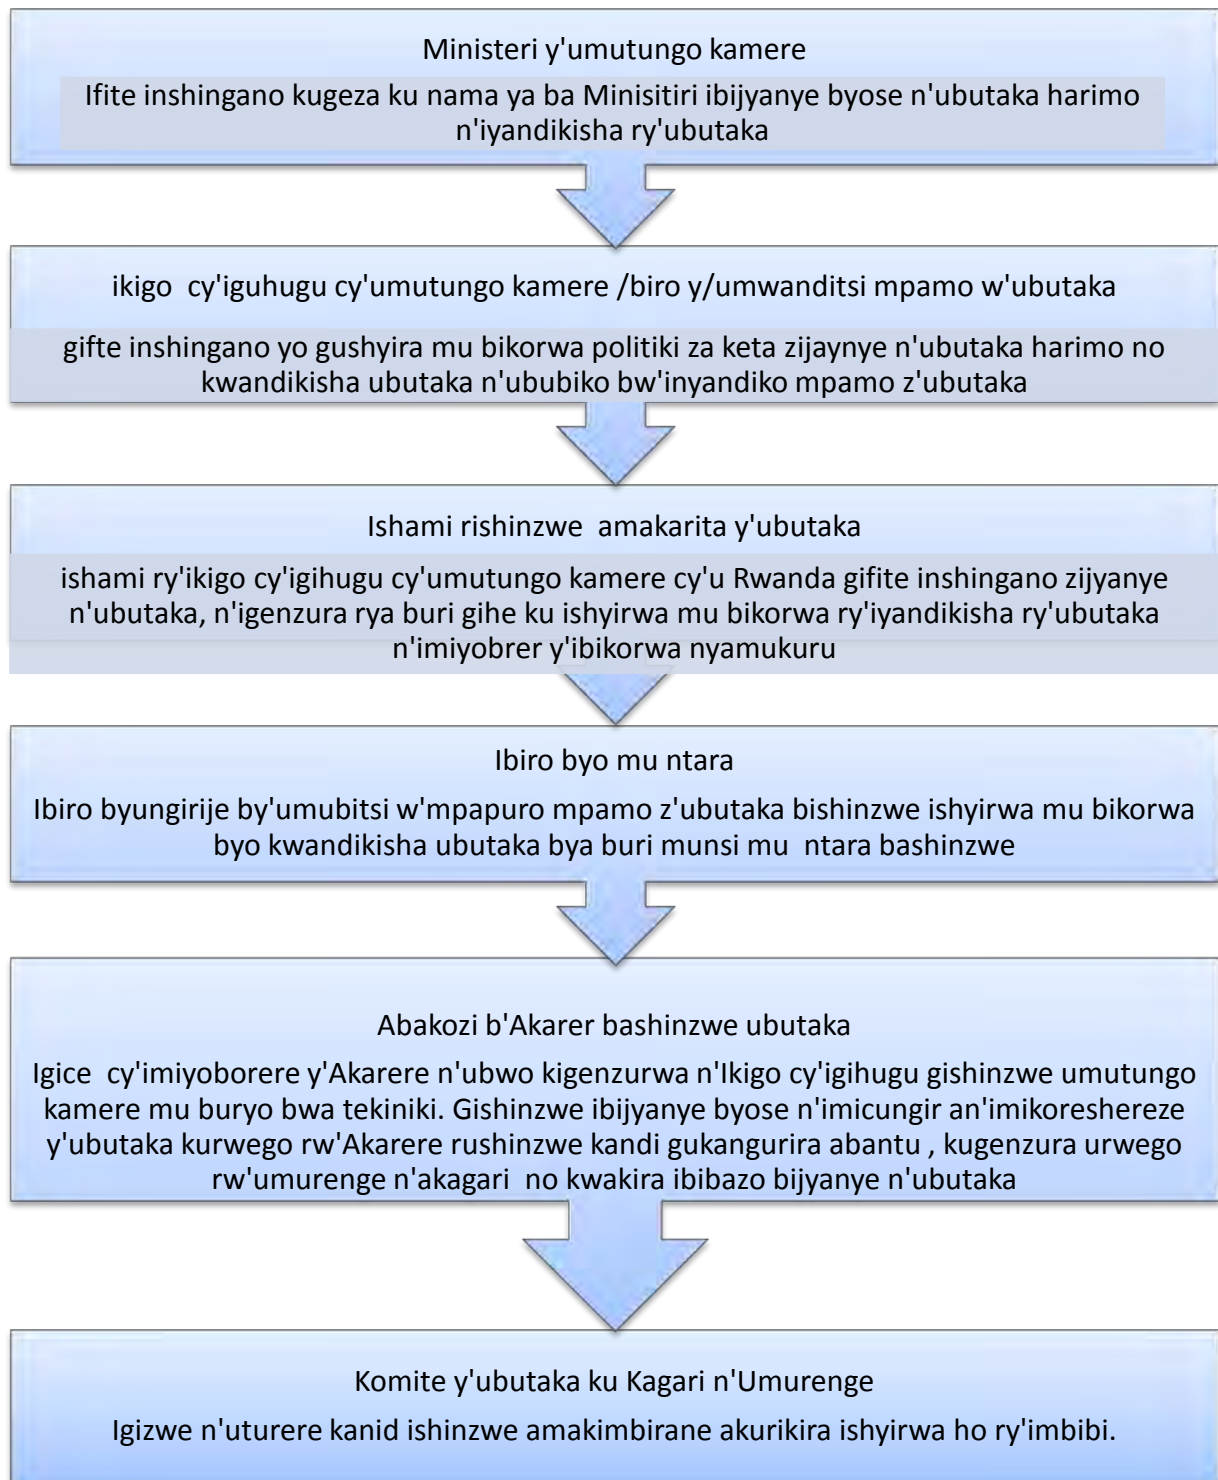 Ministeri y'umutungo kamere
Ifite inshingano kugeza ku nama ya ba Minisitiri ibijyanye byose n'ubutaka harimo
n'iyandikisha ry'ubutaka
ikigo cy'iguhugu cy'umutungo kamere /biro y/umwanditsi mpamo w'ubutaka
gifte inshingano yo gushyira mu bikorwa politiki za keta zijaynye n'ubutaka harimo no
kwandikisha ubutaka n'ububiko bw'inyandiko mpamo z'ubutaka
Ishami rishinzwe amakarita y'ubutaka
ishami ry'ikigo cy'igihugu cy'umutungo kamere cy'u Rwanda gifite inshingano zijyanye
n'ubutaka, n'igenzura rya buri gihe ku ishyirwa mu bikorwa ry'iyandikisha ry'ubutaka
n'imiyobrer y'ibikorwa nyamukuru
Ibiro byo mu ntara
Ibiro byungirije by'umubitsi w'mpapuro mpamo z'ubutaka bishinzwe ishyirwa mu bikorwa
byo kwandikisha ubutaka bya buri munsi mu ntara bashinzwe
Abakozi b'Akarer bashinzwe ubutaka
Igice cy'imiyoborere y'Akarere n'ubwo kigenzurwa n'Ikigo cy'igihugu gishinzwe umutungo
kamere mu buryo bwa tekiniki. Gishinzwe ibijyanye byose n'imicungir an'imikoreshereze
y'ubutaka kurwego rw'Akarere rushinzwe kandi gukangurira abantu , kugenzura urwego
rw'umurenge n'akagari no kwakira ibibazo bijyanye n'ubutaka
Komite y'ubutaka ku Kagari n'Umurenge
Igizwe n'uturere kanid ishinzwe amakimbirane akurikira ishyirwa ho ry'imbibi.